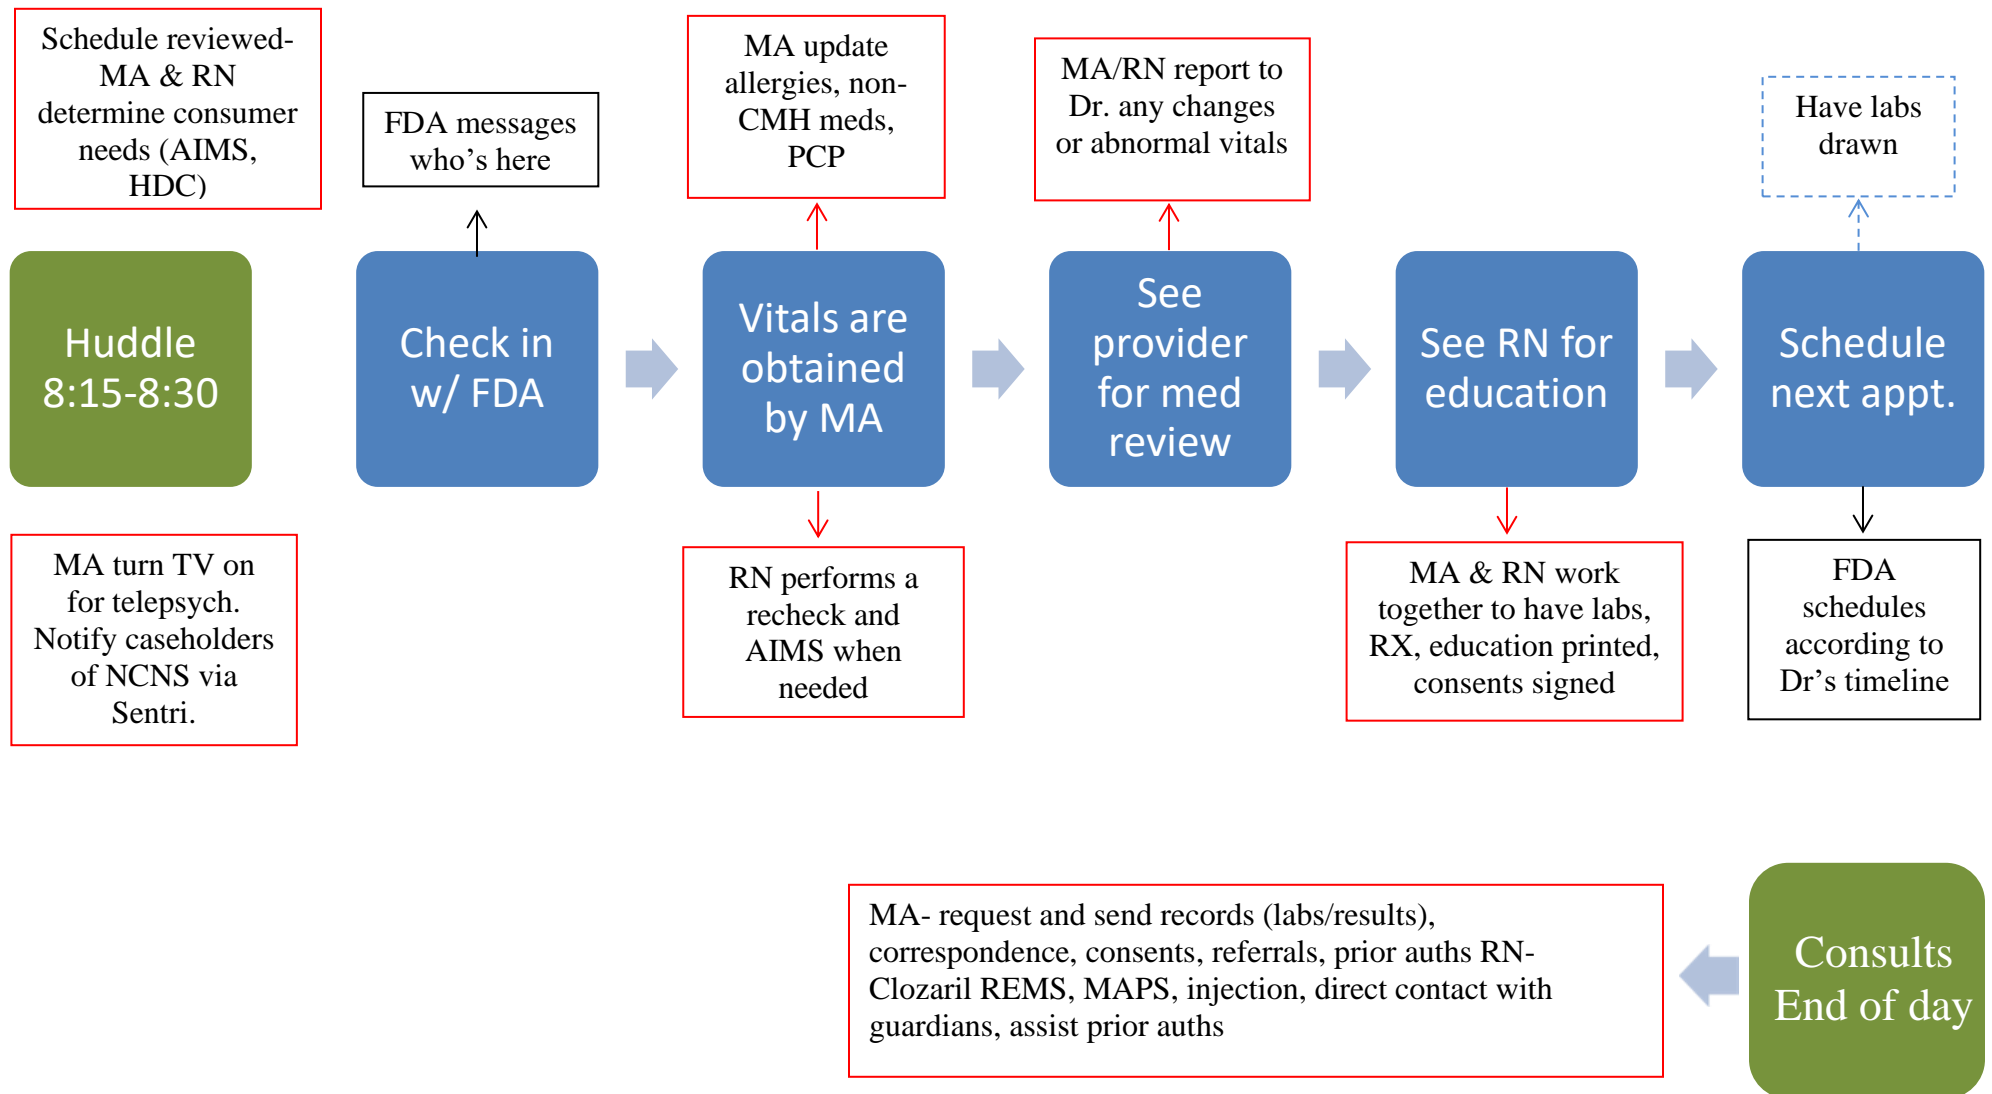 Schedule reviewed-
MA & RN
determine consumer
needs (AIMS,
HDC)
FDA messages
who’s here
MA update
allergies, non-
CMH meds,
PCP
MA/RN report to
Dr. any changes
or abnormal vitals
Have labs
drawn
Huddle
8:15-8:30
Check in
w/ FDA
Vitals are
obtained
by MA
See
provider
for med
review
See RN for
education
Schedule
next appt.
MA turn TV on
for telepsych.
Notify caseholders
of NCNS via
Sentri.
RN performs a
recheck and
AIMS when
needed
MA & RN work
together to have labs,
RX, education printed,
consents signed
FDA
schedules
according to
Dr’s timeline
MA- request and send records (labs/results),
correspondence, consents, referrals, prior auths RN-
Clozaril REMS, MAPS, injection, direct contact with
guardians, assist prior auths
Consults
End of day